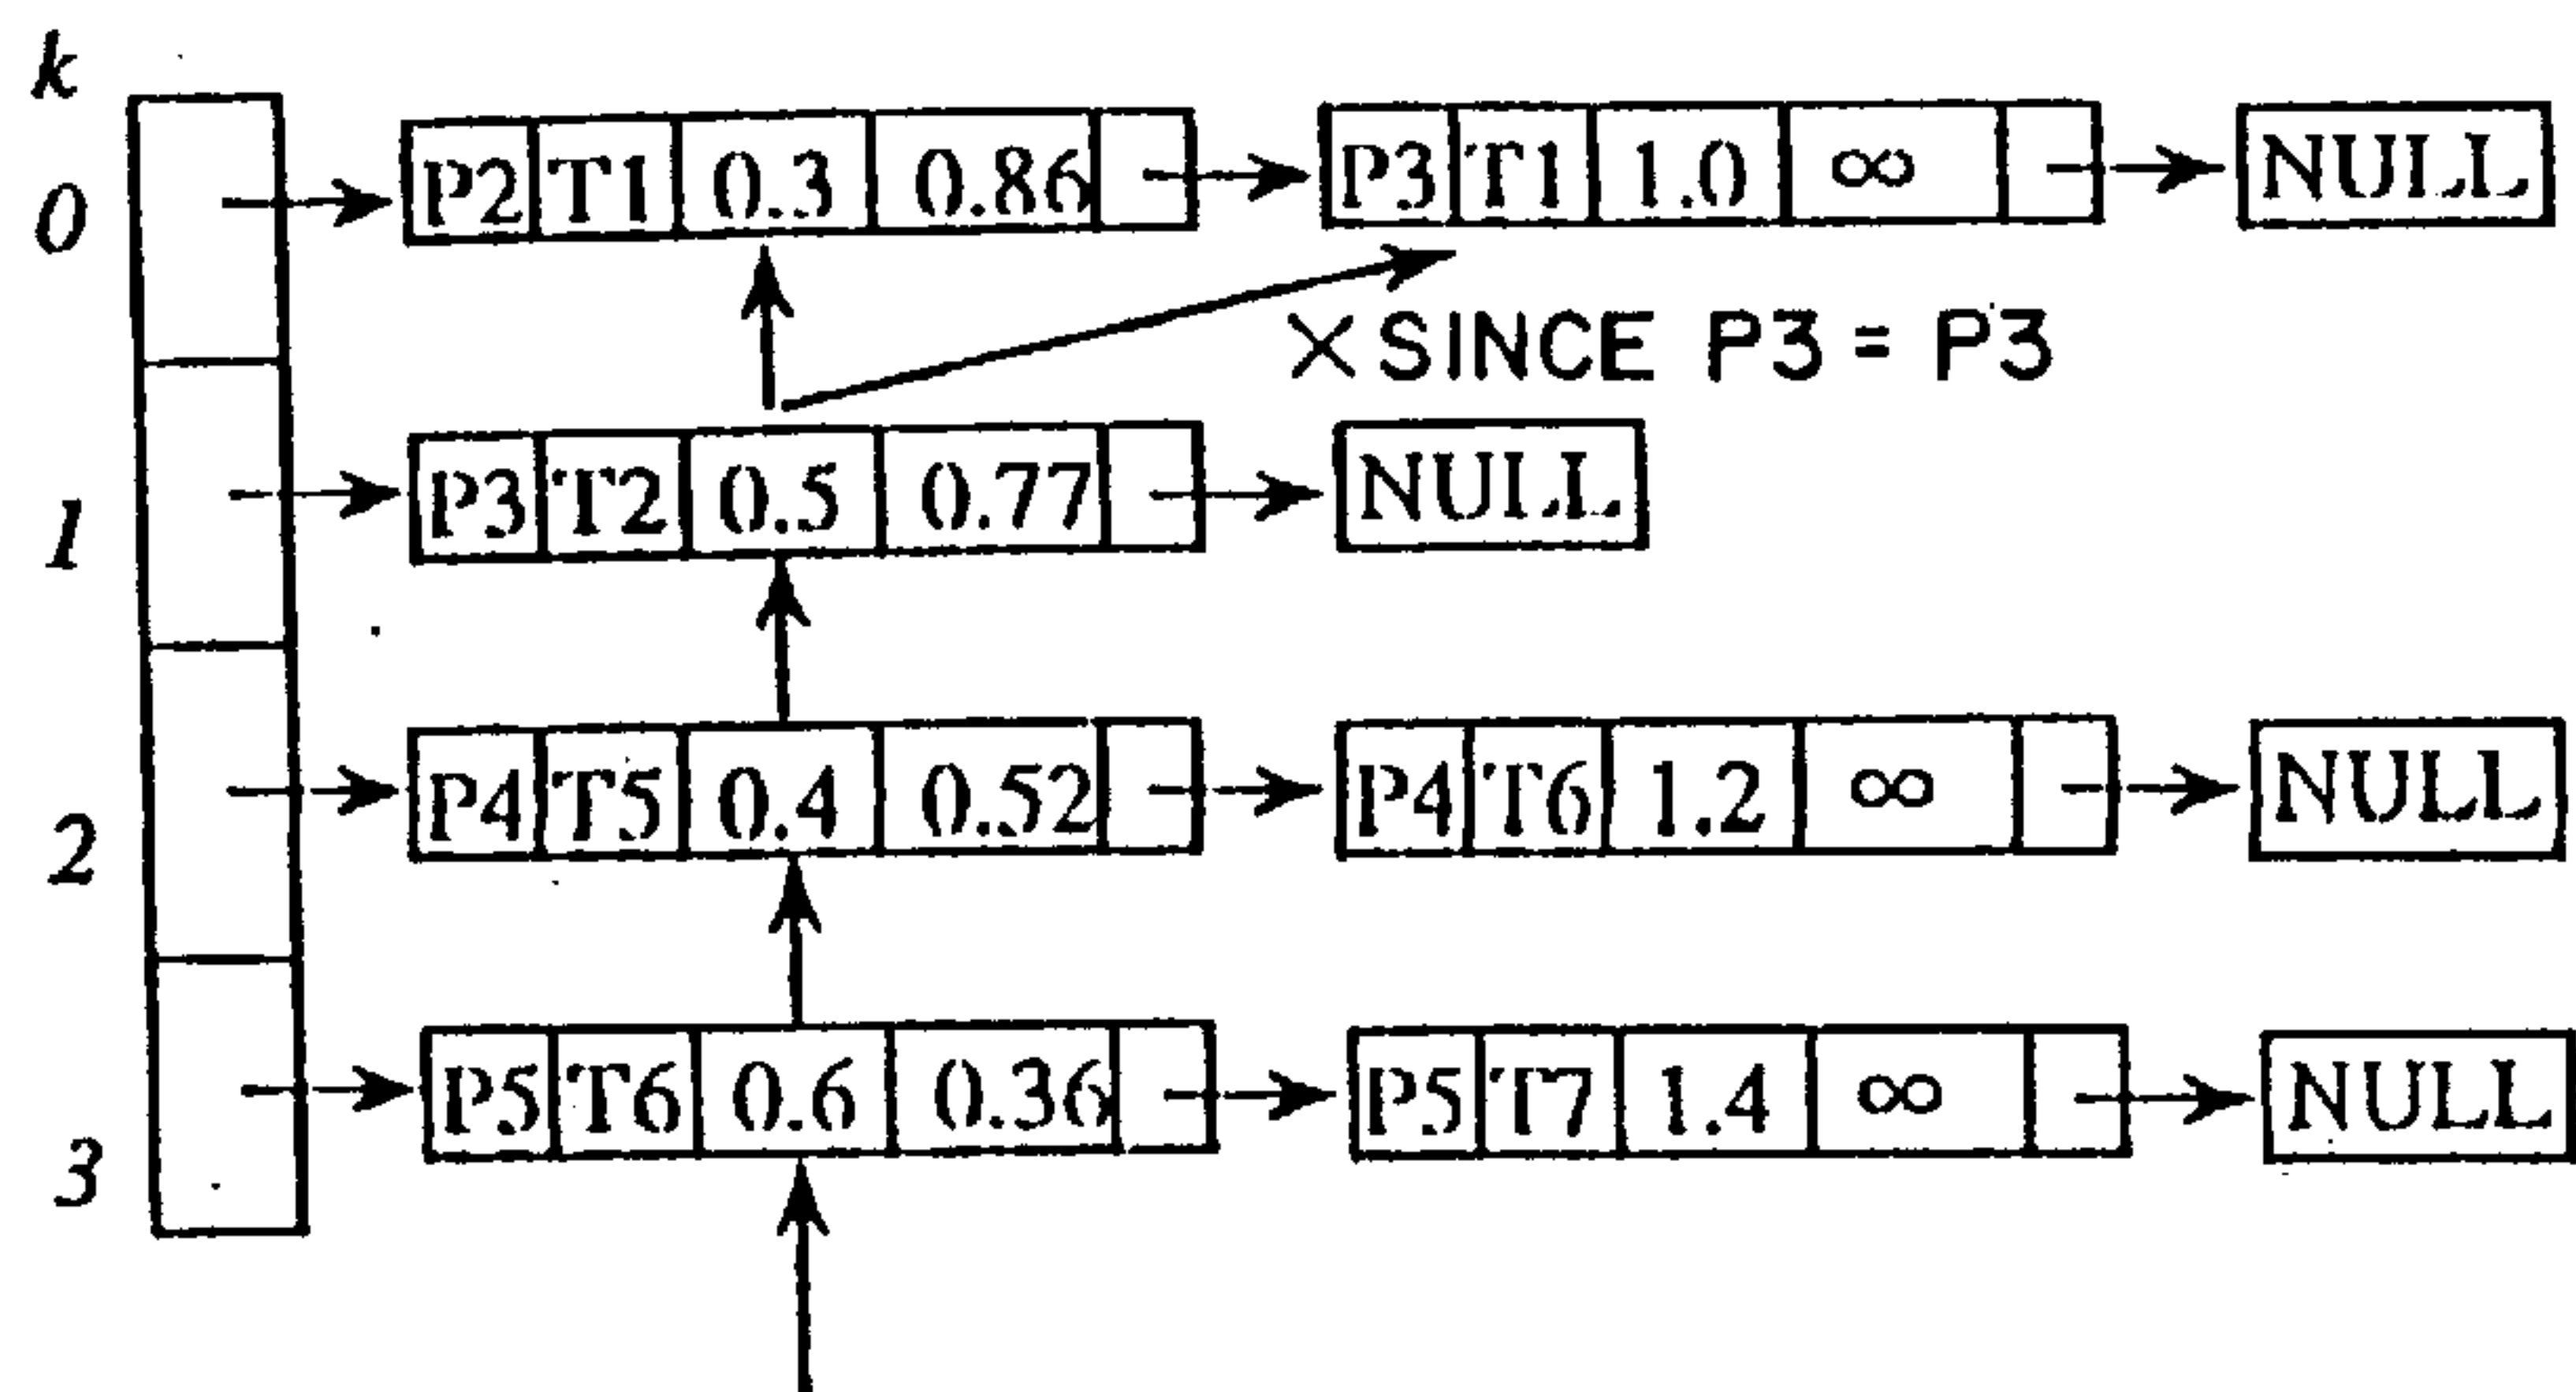 k
0 P2 T1 0.3 0.86 P3 T1 1.0 ∞ NULL
× SINCE P3 = P3
1 P3 T2 0.5 0.77 NULL
2 P4 T5 0.4 0.52 P4 T6 1.2 ∞ NULL
3 P5 T6 0.6 0.36 P5 T7 1.4 ∞ NULL